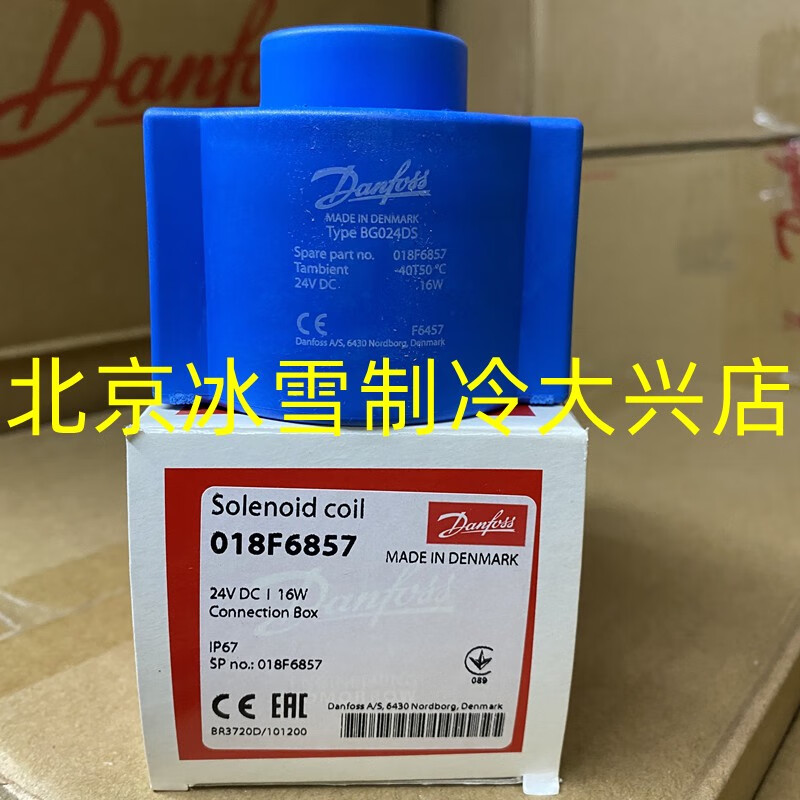 Danfoss
Danfoss
MADE IN DENMARK
Type BG024DS
Spare part no. 018F6857
Tambient -40T50 °C
24V DC 16W
CE F6457
Danfoss A/S, 6430 Nordborg, Denmark
北京冰雪制冷大兴店
Solenoid coil
018F6857
Danfoss
MADE IN DENMARK
24V DC | 16W
Connection Box
Danfoss
IP67
SP no.: 018F6857
089
CE EAC
Danfoss A/S, 6430 Nordborg, Denmark
BR3720D/101200